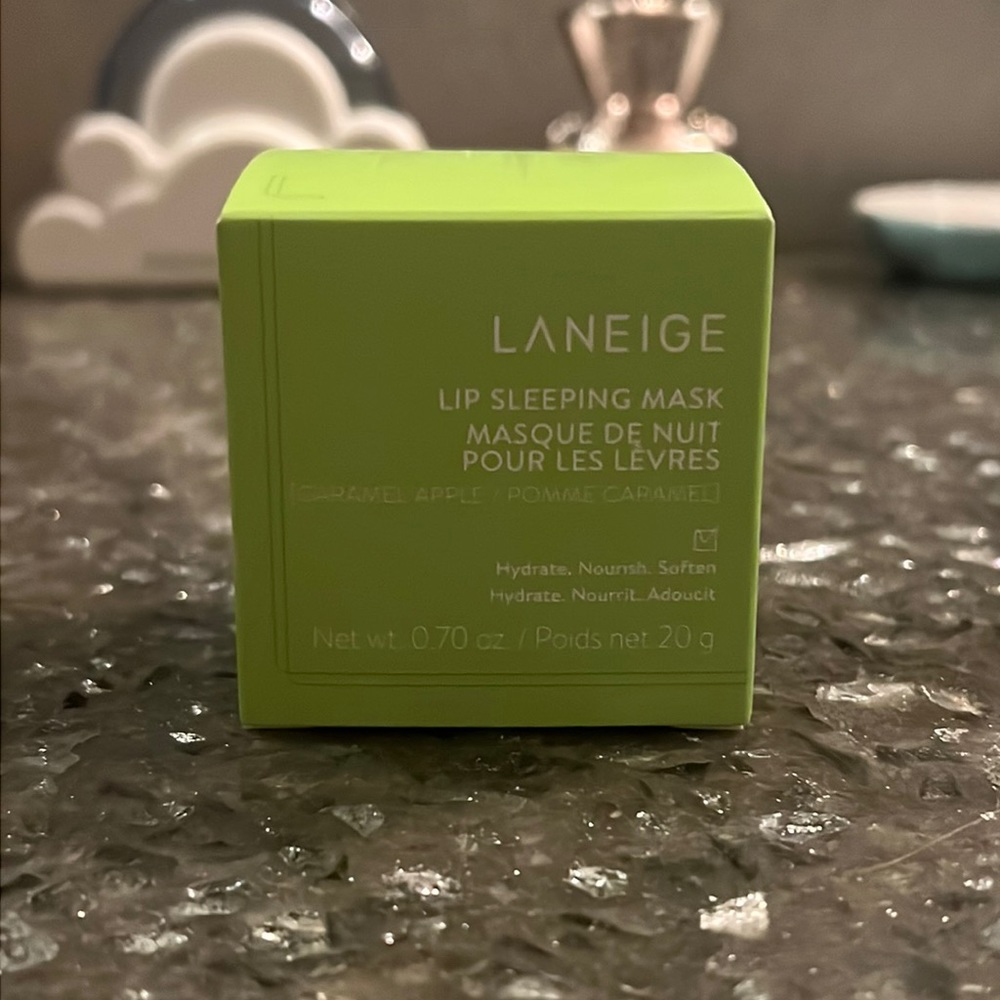 LANEIGE
LIP SLEEPING MASK
MASQUE DE NUIT
POUR LES LÈVRES
[CARAMEL APPLE / POMME CARAMEL]
Hydrate. Nourish. Soften
Hydrate. Nourrit. Adoucit
Net wt. 0.70 oz. / Poids net 20 g